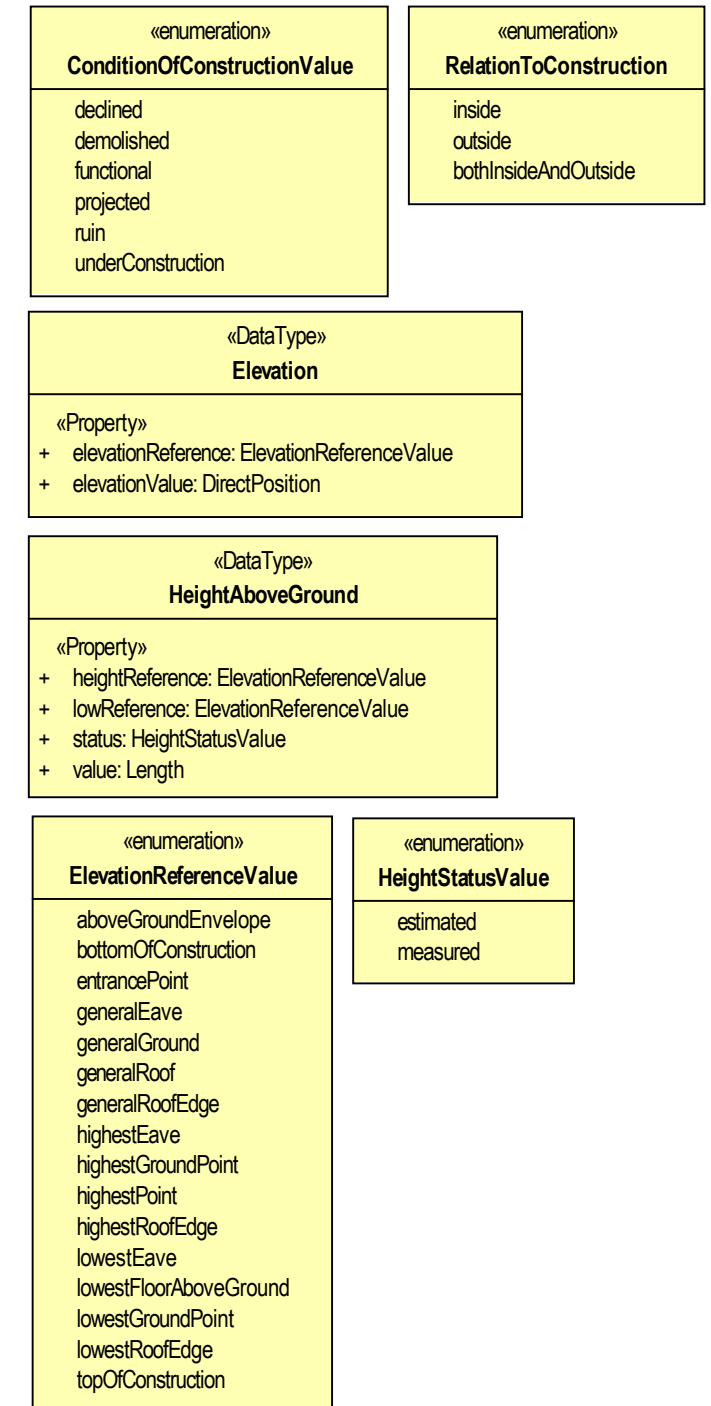 «enumeration»
ConditionOfConstructionValue
declined
demolished
functional
projected
ruin
underConstruction
«enumeration»
RelationToConstruction
inside
outside
bothInsideAndOutside
«DataType»
Elevation
«Property»
+ elevationReference: ElevationReferenceValue
+ elevationValue: DirectPosition
«DataType»
HeightAboveGround
«Property»
+ heightReference: ElevationReferenceValue
+ lowReference: ElevationReferenceValue
+ status: HeightStatusValue
+ value: Length
«enumeration»
ElevationReferenceValue
aboveGroundEnvelope
bottomOfConstruction
entrancePoint
generalEave
generalGround
generalRoof
generalRoofEdge
highestEave
highestGroundPoint
highestPoint
highestRoofEdge
lowestEave
lowestFloorAboveGround
lowestGroundPoint
lowestRoofEdge
topOfConstruction
«enumeration»
HeightStatusValue
estimated
measured